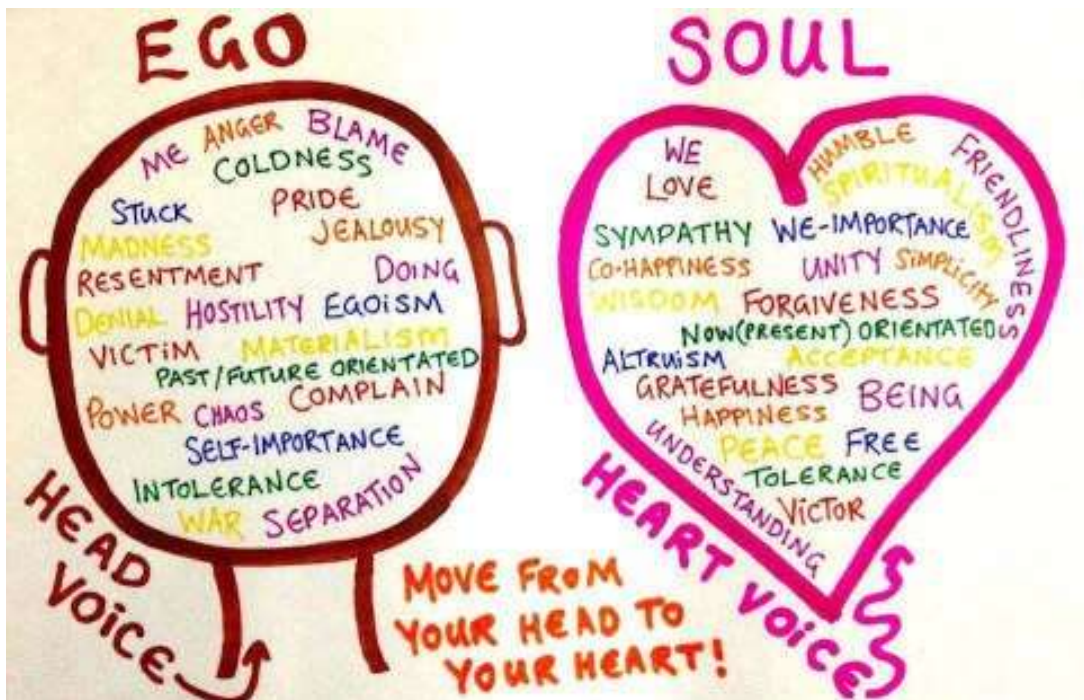 EGO
ME ANGER BLAME
COLDNESS
STUCK PRIDE
MADNESS JEALOUSY
RESENTMENT DOING
DENIAL HOSTILITY EGOISM
VICTIM MATERIALISM
PAST/FUTURE ORIENTATED
POWER CHAOS COMPLAIN
SELF-IMPORTANCE
INTOLERANCE
WAR SEPARATION
HEAD
VOICE
MOVE FROM
YOUR HEAD TO
YOUR HEART!
SOUL
WE HUMBLE FRIENDLINESS
LOVE SPIRITUALISM
SYMPATHY WE-IMPORTANCE
CO-HAPPINESS UNITY SIMPLICITY
WISDOM FORGIVENESS
NOW(PRESENT) ORIENTATED
ALTRUISM ACCEPTANCE
GRATEFULNESS BEING
HAPPINESS
PEACE FREE
UNDERSTANDING TOLERANCE
VICTOR
HEART VOICE